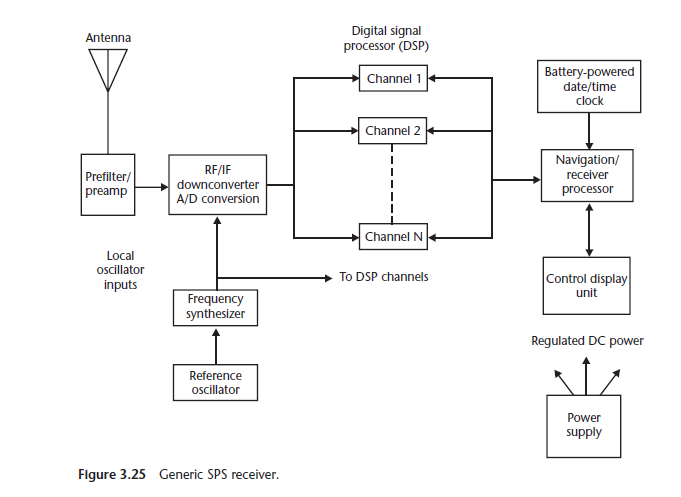 Antenna
Digital signal
processor (DSP)
Channel 1
Battery-powered
date/time
clock
Channel 2
Prefilter/
preamp
RF/IF
downconverter
A/D conversion
Navigation/
receiver
processor
Channel N
Local
oscillator
inputs
To DSP channels
Control display
unit
Frequency
synthesizer
Regulated DC power
Reference
oscillator
Power
supply
Figure 3.25 Generic SPS receiver.